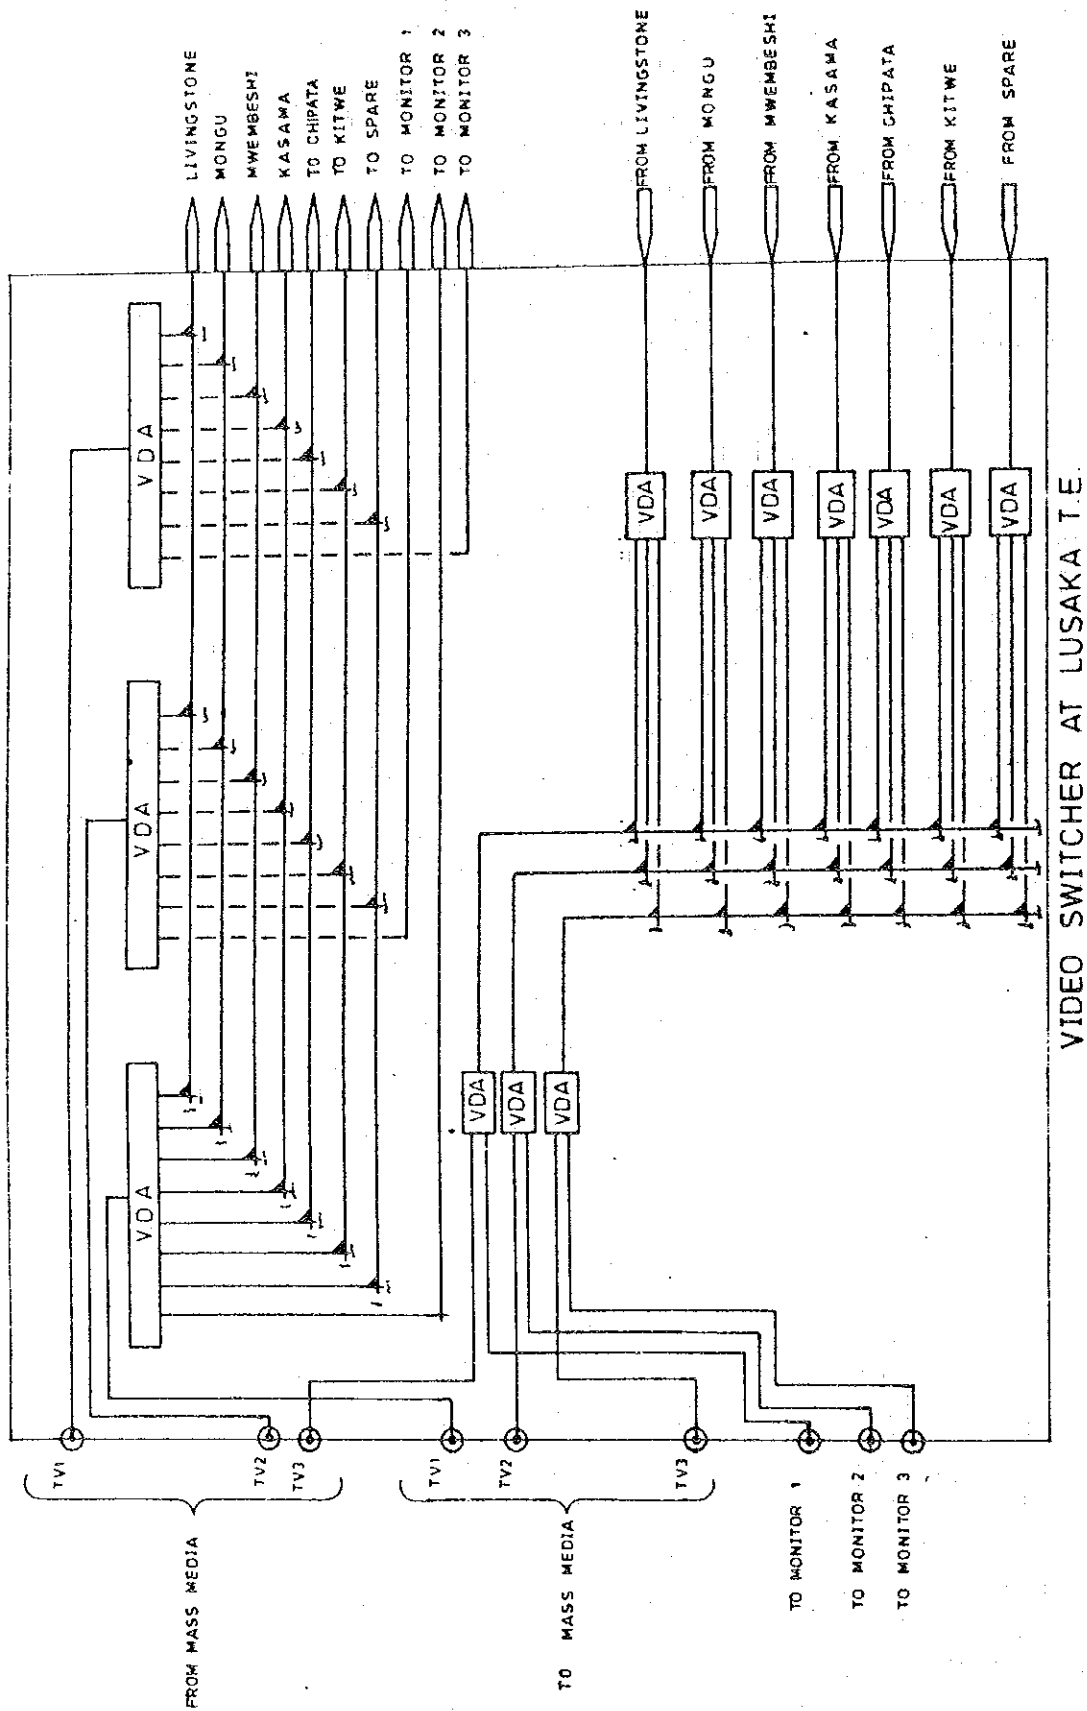 LIVINGSTONE
MONGU
MWEMBESHI
KASAMA
TO CHIPATA
TO KITWE
TO SPARE
TO MONITOR 1
TO MONITOR 2
TO MONITOR 3
FROM LIVINGSTONE
FROM MONGU
FROM MWEMBESHI
FROM KASAMA
FROM CHIPATA
FROM KITWE
FROM SPARE
VDA
VDA
VDA
VDA
VDA
VDA
VDA
VDA
VDA
VDA
VDA
VDA
VDA
TV1
TV2
TV3
FROM MASS MEDIA
TV1
TV2
TV3
TO MASS MEDIA
TO MONITOR 1
TO MONITOR 2
TO MONITOR 3
VIDEO SWITCHER AT LUSAKA T.E.